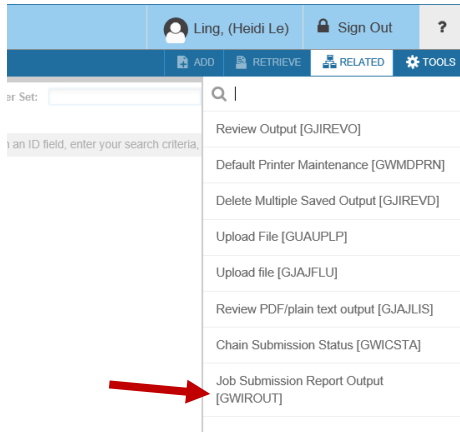 Ling, (Heidi Le) Sign Out ?
ADD RETRIEVE RELATED TOOLS
er Set:
n an ID field, enter your search criteria,
Review Output [GJIREVO]
Default Printer Maintenance [GWMDPRN]
Delete Multiple Saved Output [GJIREVD]
Upload File [GUAUPLP]
Upload file [GJAJFLU]
Review PDF/plain text output [GJAJLIS]
Chain Submission Status [GWICSTA]
Job Submission Report Output
[GWIROUT]